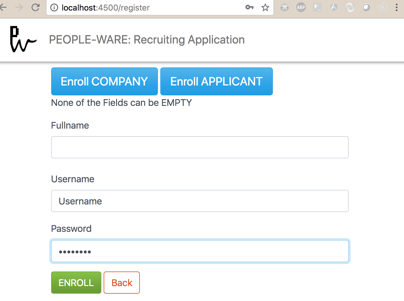 localhost:4500/register
PEOPLE-WARE: Recruiting Application
Enroll COMPANY Enroll APPLICANT
None of the Fields can be EMPTY
Fullname
Username
Username
Password
••••••••
ENROLL Back